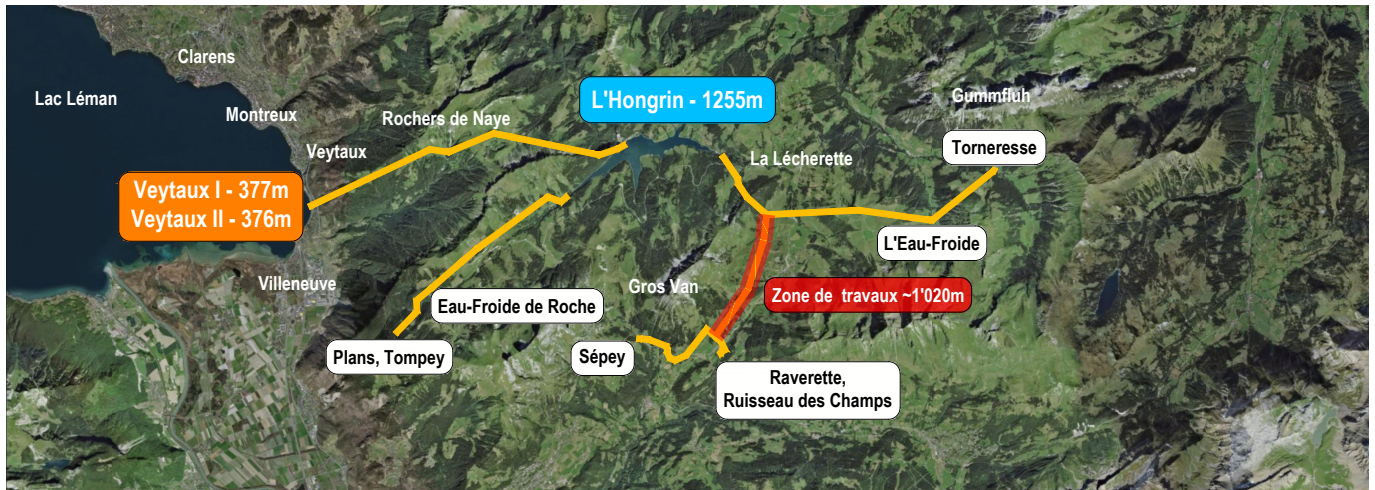 Clarens
Lac Léman
Montreux
Rochers de Naye
L'Hongrin - 1255m
Gummfluh
Veytaux
La Lécherette
Torneresse
Veytaux I - 377m
Veytaux II - 376m
L'Eau-Froide
Villeneuve
Gros Van
Zone de travaux ~1'020m
Eau-Froide de Roche
Plans, Tompey
Sépey
Raverette,
Ruisseau des Champs